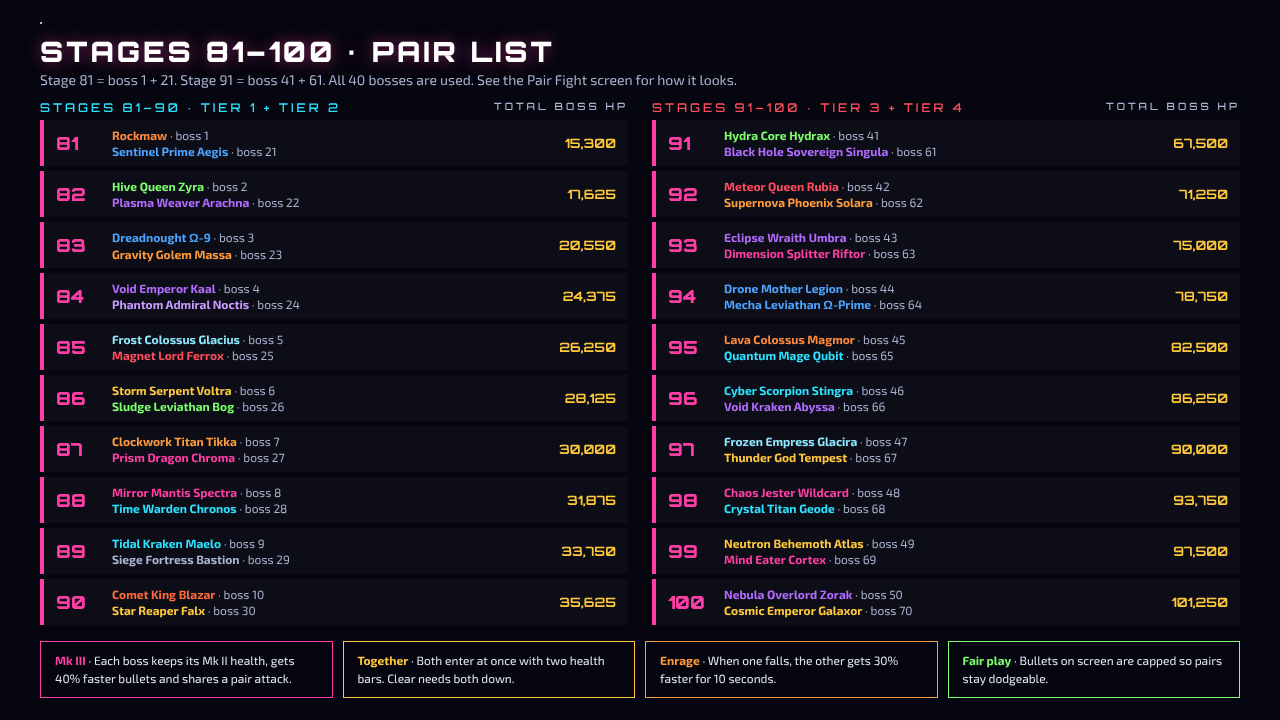 .
STAGES 81–100 · PAIR LIST
Stage 81 = boss 1 + 21. Stage 91 = boss 41 + 61. All 40 bosses are used. See the Pair Fight screen for how it looks.
STAGES 81–90 · TIER 1 + TIER 2 TOTAL BOSS HP
81 Rockmaw · boss 1
Sentinel Prime Aegis · boss 21 15,300
82 Hive Queen Zyra · boss 2
Plasma Weaver Arachna · boss 22 17,625
83 Dreadnought Ω-9 · boss 3
Gravity Golem Massa · boss 23 20,550
84 Void Emperor Kaal · boss 4
Phantom Admiral Noctis · boss 24 24,375
85 Frost Colossus Glacius · boss 5
Magnet Lord Ferrox · boss 25 26,250
86 Storm Serpent Voltra · boss 6
Sludge Leviathan Bog · boss 26 28,125
87 Clockwork Titan Tikka · boss 7
Prism Dragon Chroma · boss 27 30,000
88 Mirror Mantis Spectra · boss 8
Time Warden Chronos · boss 28 31,875
89 Tidal Kraken Maelo · boss 9
Siege Fortress Bastion · boss 29 33,750
90 Comet King Blazar · boss 10
Star Reaper Falx · boss 30 35,625
STAGES 91–100 · TIER 3 + TIER 4 TOTAL BOSS HP
91 Hydra Core Hydrax · boss 41
Black Hole Sovereign Singula · boss 61 67,500
92 Meteor Queen Rubia · boss 42
Supernova Phoenix Solara · boss 62 71,250
93 Eclipse Wraith Umbra · boss 43
Dimension Splitter Riftor · boss 63 75,000
94 Drone Mother Legion · boss 44
Mecha Leviathan Ω-Prime · boss 64 78,750
95 Lava Colossus Magmor · boss 45
Quantum Mage Qubit · boss 65 82,500
96 Cyber Scorpion Stingra · boss 46
Void Kraken Abyssa · boss 66 86,250
97 Frozen Empress Glacira · boss 47
Thunder God Tempest · boss 67 90,000
98 Chaos Jester Wildcard · boss 48
Crystal Titan Geode · boss 68 93,750
99 Neutron Behemoth Atlas · boss 49
Mind Eater Cortex · boss 69 97,500
100 Nebula Overlord Zorak · boss 50
Cosmic Emperor Galaxor · boss 70 101,250
Mk III · Each boss keeps its Mk II health, gets
40% faster bullets and shares a pair attack.
Together · Both enter at once with two health
bars. Clear needs both down.
Enrage · When one falls, the other gets 30%
faster for 10 seconds.
Fair play · Bullets on screen are capped so pairs
stay dodgeable.